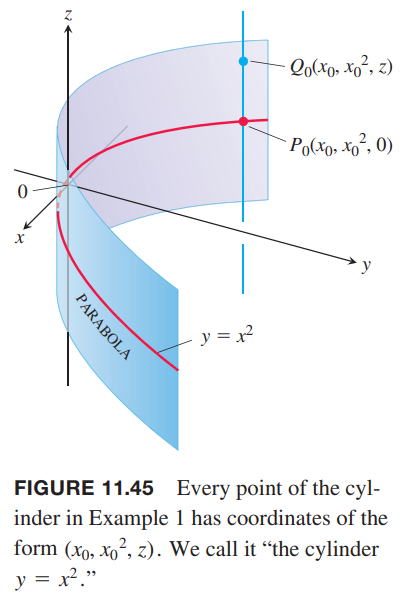 z
Q₀(x₀, x₀², z)
P₀(x₀, x₀², 0)
0
x
y
PARABOLA
y = x²
FIGURE 11.45 Every point of the cyl-
inder in Example 1 has coordinates of the
form (x₀, x₀², z). We call it “the cylinder
y = x².”